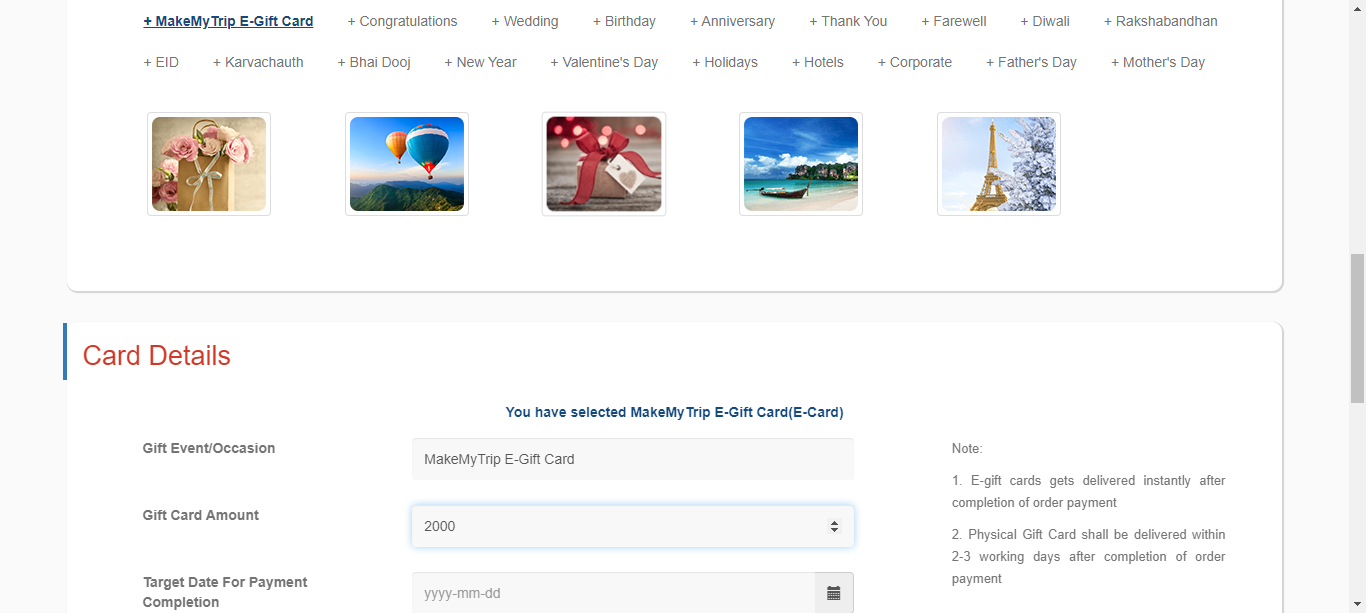 + MakeMyTrip E-Gift Card + Congratulations + Wedding + Birthday + Anniversary + Thank You + Farewell + Diwali + Rakshabandhan
+ EID + Karvachauth + Bhai Dooj + New Year + Valentine's Day + Holidays + Hotels + Corporate + Father's Day + Mother's Day
Card Details
You have selected MakeMyTrip E-Gift Card(E-Card)
Gift Event/Occasion
MakeMyTrip E-Gift Card
Gift Card Amount
2000
Target Date For Payment
Completion
yyyy-mm-dd
Note:
1. E-gift cards gets delivered instantly after
completion of order payment
2. Physical Gift Card shall be delivered within
2-3 working days after completion of order
payment